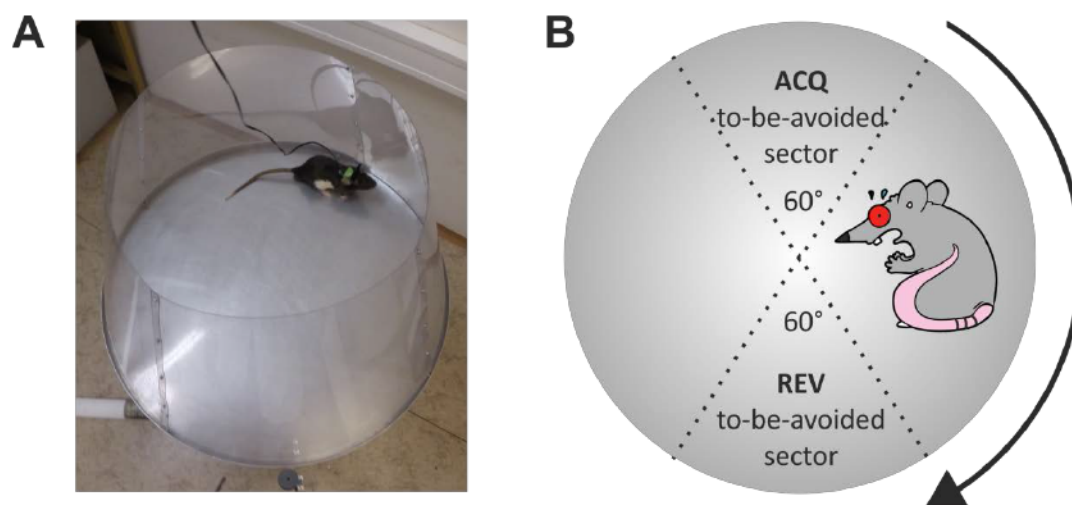 A
B
ACQ
to-be-avoided
sector
60°
60°
REV
to-be-avoided
sector